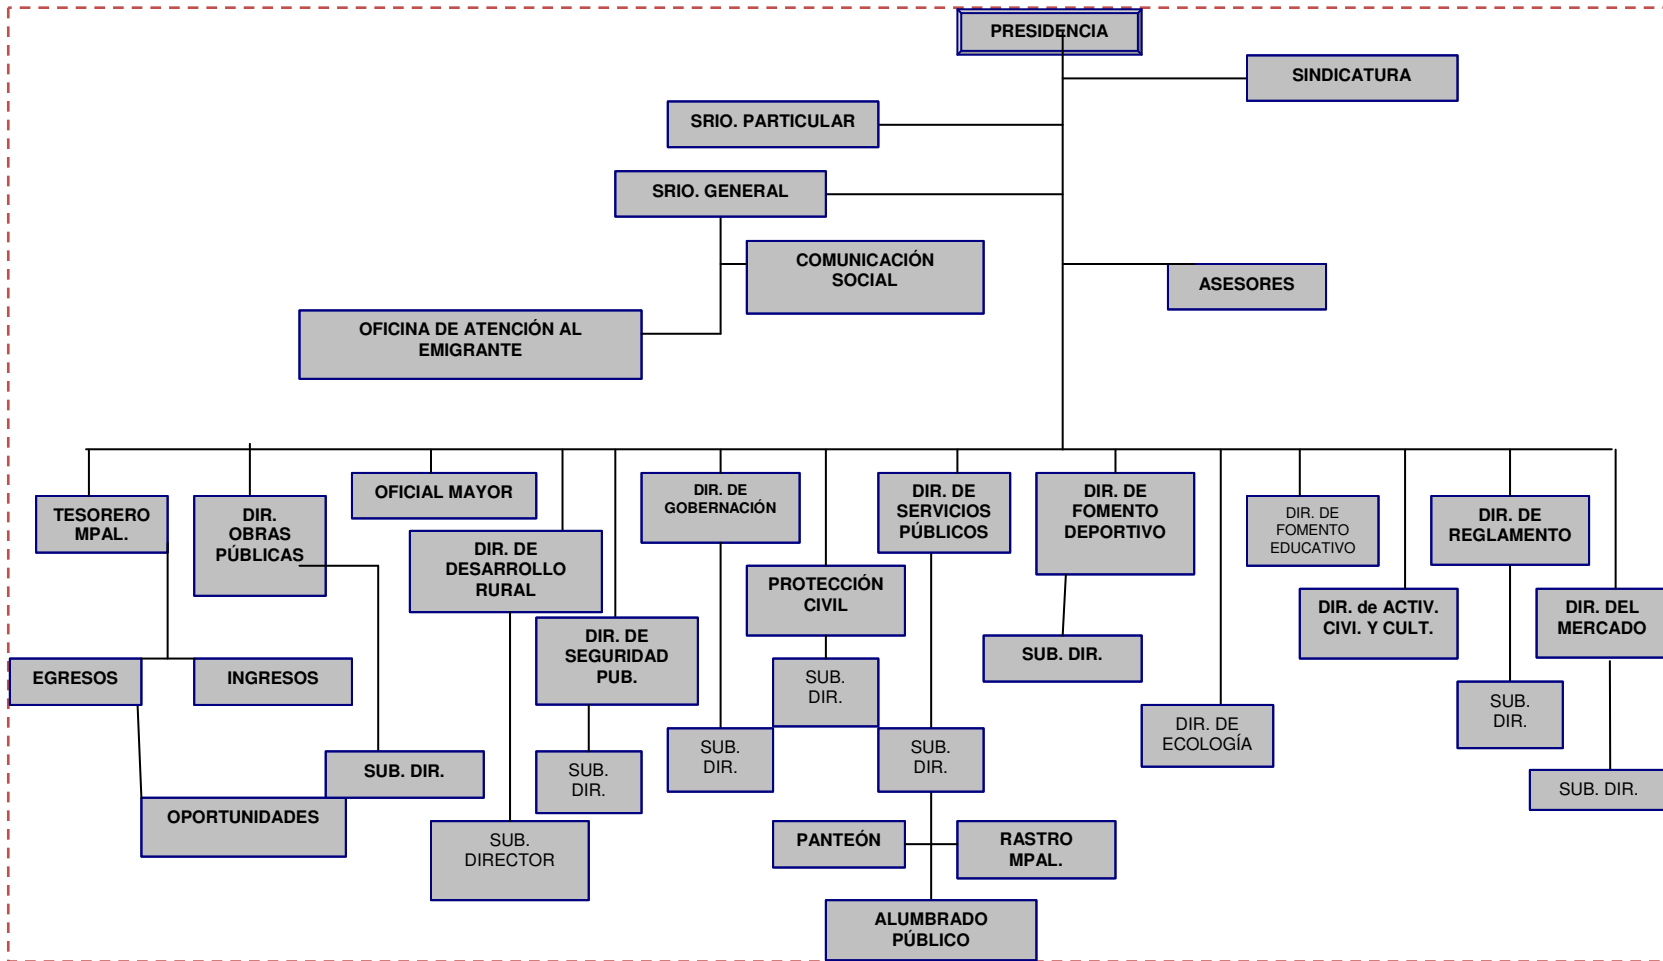 PRESIDENCIA
SINDICATURA
SRIO. PARTICULAR
SRIO. GENERAL
COMUNICACIÓN
SOCIAL
ASESORES
OFICINA DE ATENCIÓN AL
EMIGRANTE
TESORERO
MPAL.
DIR.
OBRAS
PÚBLICAS
OFICIAL MAYOR
DIR. DE
DESARROLLO
RURAL
DIR. DE
SEGURIDAD
PUB.
DIR. DE
GOBERNACIÓN
PROTECCIÓN
CIVIL
DIR. DE
SERVICIOS
PÚBLICOS
DIR. DE
FOMENTO
DEPORTIVO
DIR. DE
ECOLOGÍA
DIR. DE
FOMENTO
EDUCATIVO
DIR. de ACTIV.
CIVI. Y CULT.
DIR. DE
REGLAMENTO
DIR. DEL
MERCADO
EGRESOS
INGRESOS
OPORTUNIDADES
SUB. DIR.
SUB.
DIRECTOR
SUB.
DIR.
SUB.
DIR.
SUB.
DIR.
SUB.
DIR.
SUB. DIR.
SUB.
DIR.
SUB. DIR.
PANTEÓN
RASTRO
MPAL.
ALUMBRADO
PÚBLICO